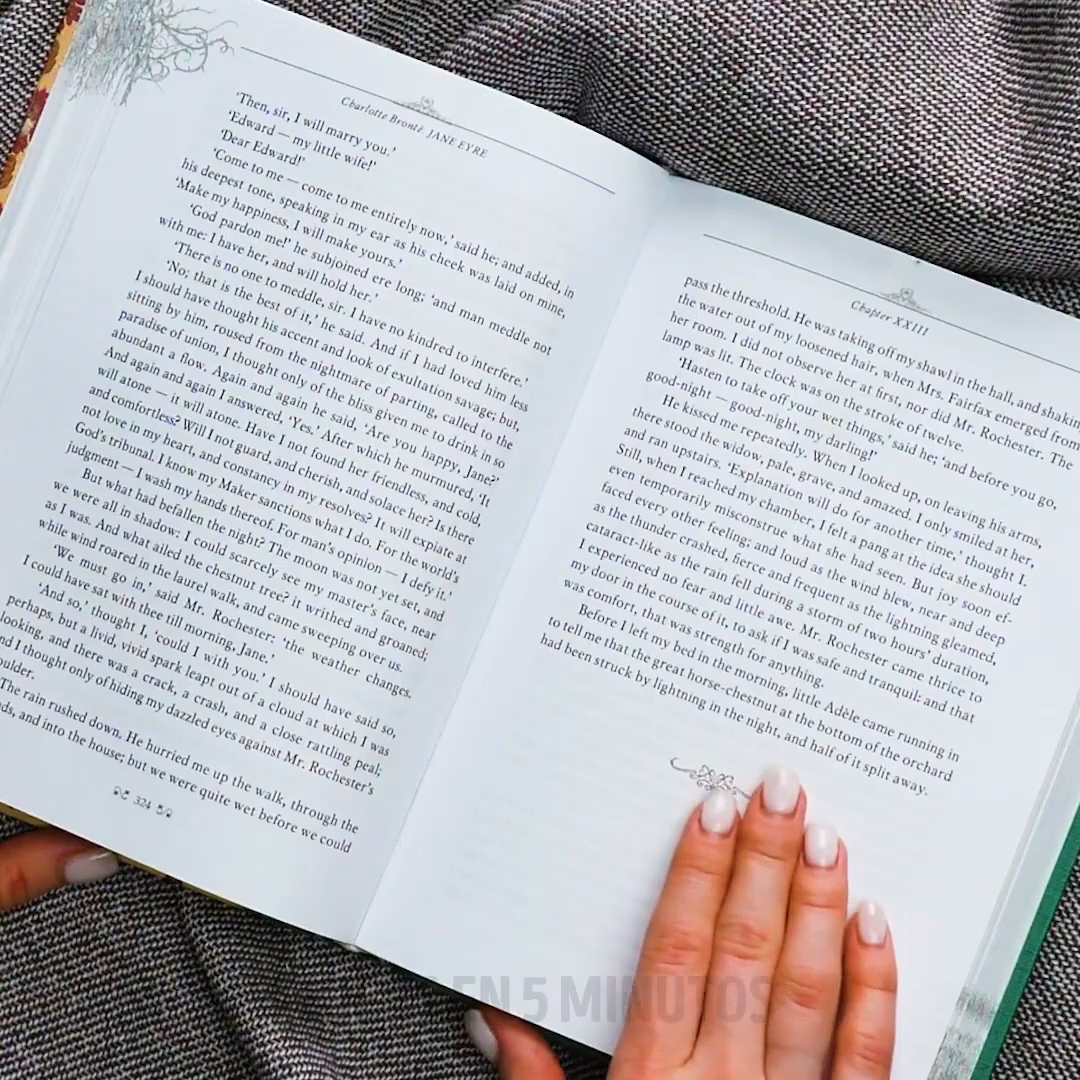 Charlotte Brontë. JANE EYRE
'Then, sir, I will marry you.'
'Edward — my little wife!'
'Dear Edward!'
'Come to me — come to me entirely now,' said he; and added, in
his deepest tone, speaking in my ear as his cheek was laid on mine,
'Make my happiness, I will make yours.'
'God pardon me!' he subjoined ere long; 'and man meddle not
with me: I have her, and will hold her.'
'There is no one to meddle, sir. I have no kindred to interfere.'
'No; that is the best of it,' he said. And if I had loved him less
I should have thought his accent and look of exultation savage; but,
sitting by him, roused from the nightmare of parting, called to the
paradise of union, I thought only of the bliss given me to drink in so
abundant a flow. Again and again he said, 'Are you happy, Jane?'
And again and again I answered, 'Yes.' After which he murmured, 'It
will atone — it will atone. Have I not found her friendless, and cold,
and comfortless? Will I not guard, and cherish, and solace her? Is there
not love in my heart, and constancy in my resolves? It will expiate at
God's tribunal. I know my Maker sanctions what I do. For the world's
judgment — I wash my hands thereof. For man's opinion — I defy it.'
But what had befallen the night? The moon was not yet set, and
we were all in shadow: I could scarcely see my master's face, near
as I was. And what ailed the chestnut tree? it writhed and groaned;
while wind roared in the laurel walk, and came sweeping over us.
'We must go in,' said Mr. Rochester: 'the weather changes.
I could have sat with thee till morning, Jane.'
'And so,' thought I, 'could I with you.' I should have said so,
perhaps, but a livid, vivid spark leapt out of a cloud at which I was
looking, and there was a crack, a crash, and a close rattling peal;
nd I thought only of hiding my dazzled eyes against Mr. Rochester's
oulder.
The rain rushed down. He hurried me up the walk, through the
ds, and into the house; but we were quite wet before we could
324
Chapter XXIII
pass the threshold. He was taking off my shawl in the hall, and shakin
the water out of my loosened hair, when Mrs. Fairfax emerged from
her room. I did not observe her at first, nor did Mr. Rochester. The
lamp was lit. The clock was on the stroke of twelve.
'Hasten to take off your wet things,' said he; 'and before you go,
good-night — good-night, my darling!'
He kissed me repeatedly. When I looked up, on leaving his arms,
there stood the widow, pale, grave, and amazed. I only smiled at her,
and ran upstairs. 'Explanation will do for another time,' thought I.
Still, when I reached my chamber, I felt a pang at the idea she should
even temporarily misconstrue what she had seen. But joy soon ef-
faced every other feeling; and loud as the wind blew, near and deep
as the thunder crashed, fierce and frequent as the lightning gleamed,
cataract-like as the rain fell during a storm of two hours' duration,
I experienced no fear and little awe. Mr. Rochester came thrice to
my door in the course of it, to ask if I was safe and tranquil: and that
was comfort, that was strength for anything.
Before I left my bed in the morning, little Adèle came running in
to tell me that the great horse-chestnut at the bottom of the orchard
had been struck by lightning in the night, and half of it split away.
EN 5 MINUTOS